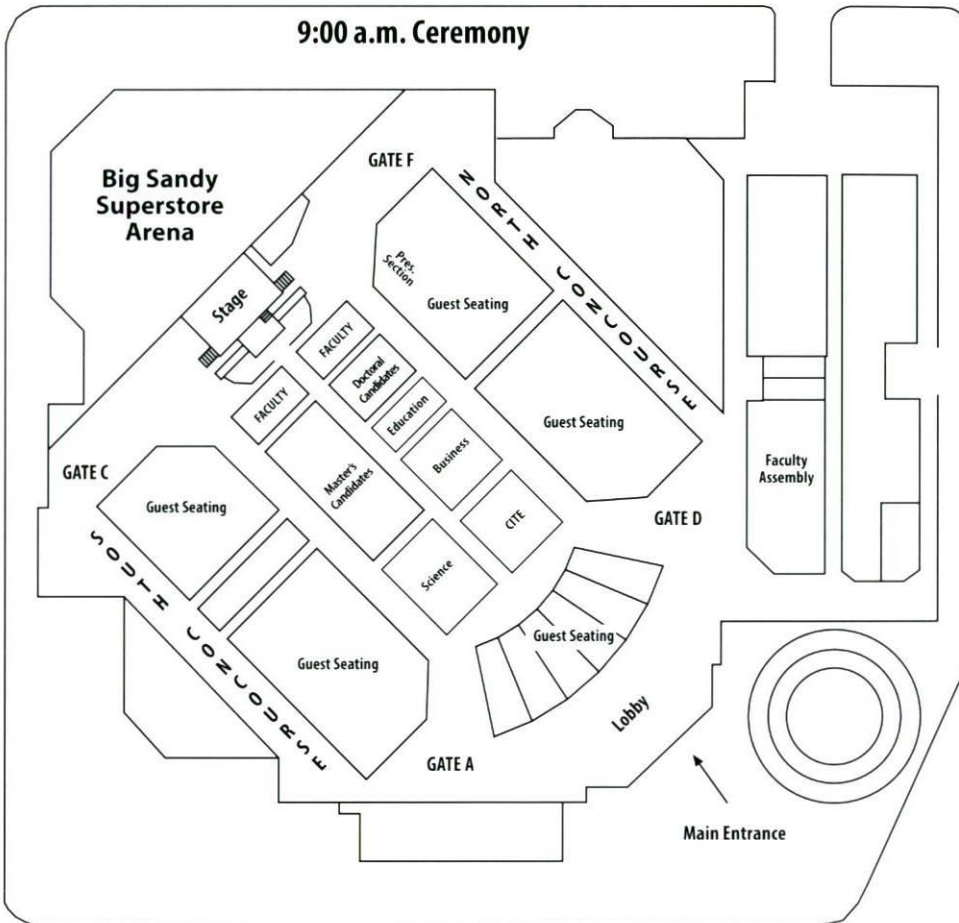 9:00 a.m. Ceremony
Big Sandy
Superstore
Arena
GATE F
NORTH CONCOURSE
Pres.
Section
Guest Seating
Stage
FACULTY
Doctoral
Candidates
Education
Business
CITE
Guest Seating
FACULTY
Master's
Candidates
Science
GATE C
Guest Seating
SOUTH CONCOURSE
Guest Seating
GATE D
Faculty
Assembly
Guest Seating
Lobby
GATE A
Main Entrance